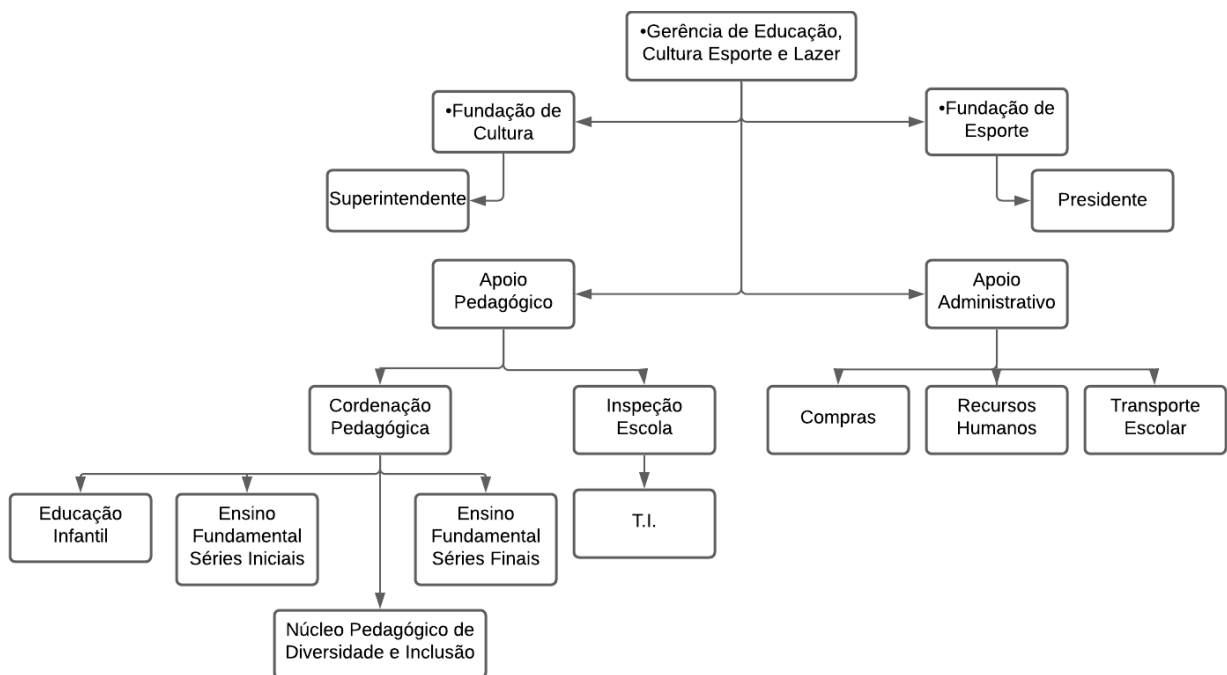 •Gerência de Educação,
Cultura Esporte e Lazer
•Fundação de
Cultura
•Fundação de
Esporte
Superintendente
Presidente
Apoio
Pedagógico
Apoio
Administrativo
Cordenação
Pedagógica
Inspeção
Escola
Compras
Recursos
Humanos
Transporte
Escolar
Educação
Infantil
Ensino
Fundamental
Séries Iniciais
Ensino
Fundamental
Séries Finais
T.I.
Núcleo Pedagógico de
Diversidade e Inclusão